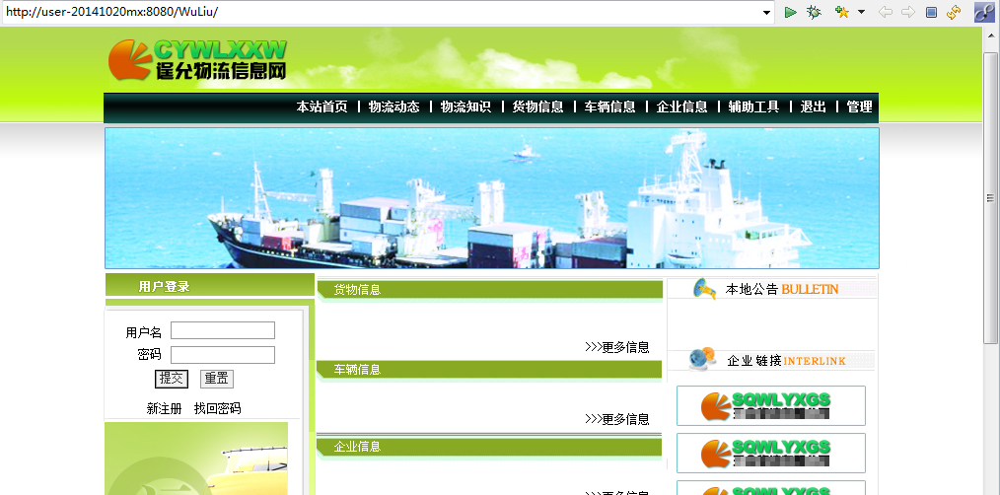 http://user-20141020mx:8080/WuLiu/
CYWLXXW
逞允物流信息网
本站首页 | 物流动态 | 物流知识 | 货物信息 | 车辆信息 | 企业信息 | 辅助工具 | 退出 | 管理
用户登录
用户名
密码
提交 重置
新注册 找回密码
货物信息
>>>更多信息
车辆信息
>>>更多信息
企业信息
>>>更多信息
本地公告 BULLETIN
企业链接 INTERLINK
SQWLYXGS
SQWLYXGS